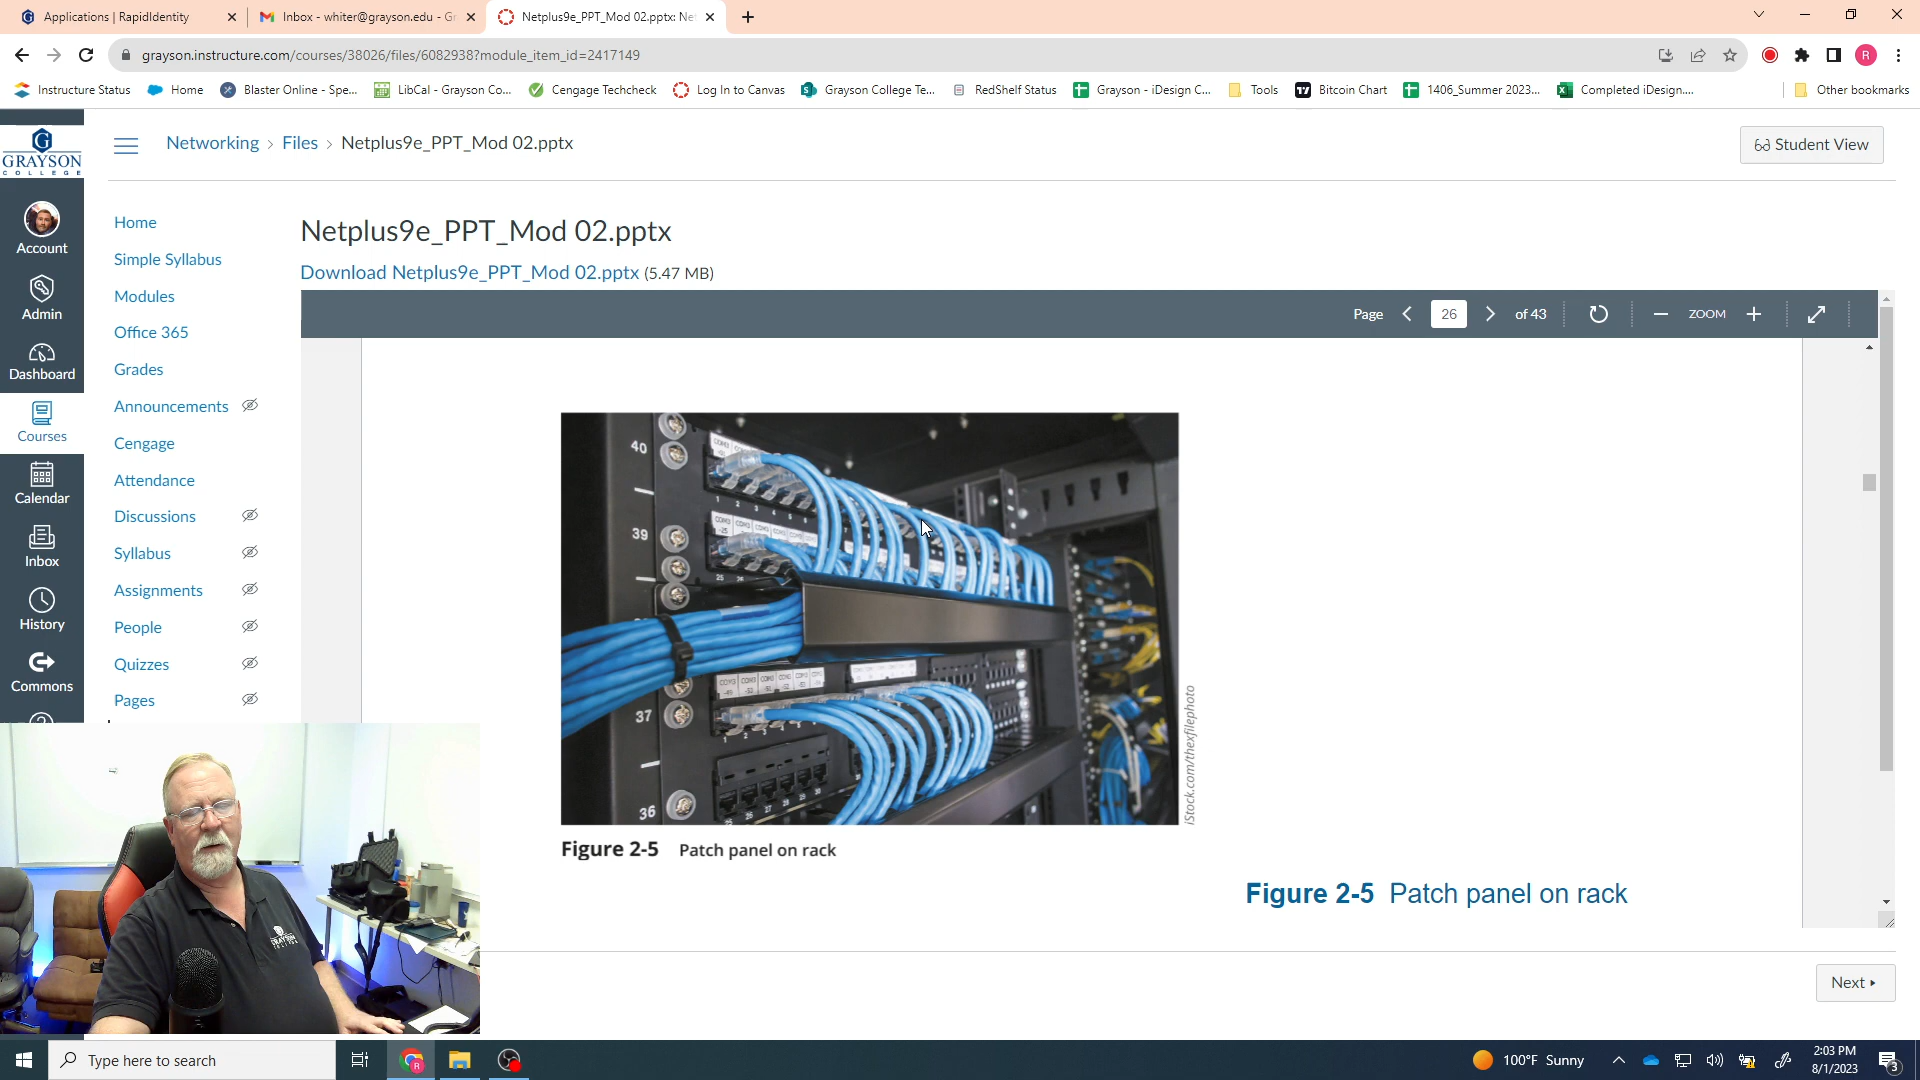 Applications | RapidIdentity
Inbox - whiter@grayson.edu - Gr
Netplus9e_PPT_Mod 02.pptx: Net
grayson.instructure.com/courses/38026/files/6082938?module_item_id=2417149
R
Instructure Status
Home
Blaster Online - Spe...
LibCal - Grayson Co...
Cengage Techcheck
Log In to Canvas
Grayson College Te...
RedShelf Status
Grayson - iDesign C...
Tools
Bitcoin Chart
1406_Summer 2023...
Completed iDesign....
Other bookmarks
GRAYSON
COLLEGE
Networking › Files › Netplus9e_PPT_Mod 02.pptx
Student View
Account
Admin
Dashboard
Courses
Calendar
Inbox
History
Commons
Home
Simple Syllabus
Modules
Office 365
Grades
Announcements
Cengage
Attendance
Discussions
Syllabus
Assignments
People
Quizzes
Pages
Netplus9e_PPT_Mod 02.pptx
Download Netplus9e_PPT_Mod 02.pptx (5.47 MB)
Page 26 of 43
ZOOM
40
39
37
36
iStock.com/thexfilephoto
Figure 2-5 Patch panel on rack
Figure 2-5 Patch panel on rack
GRAYSON
Next
Type here to search
100°F Sunny
2:03 PM
8/1/2023
3